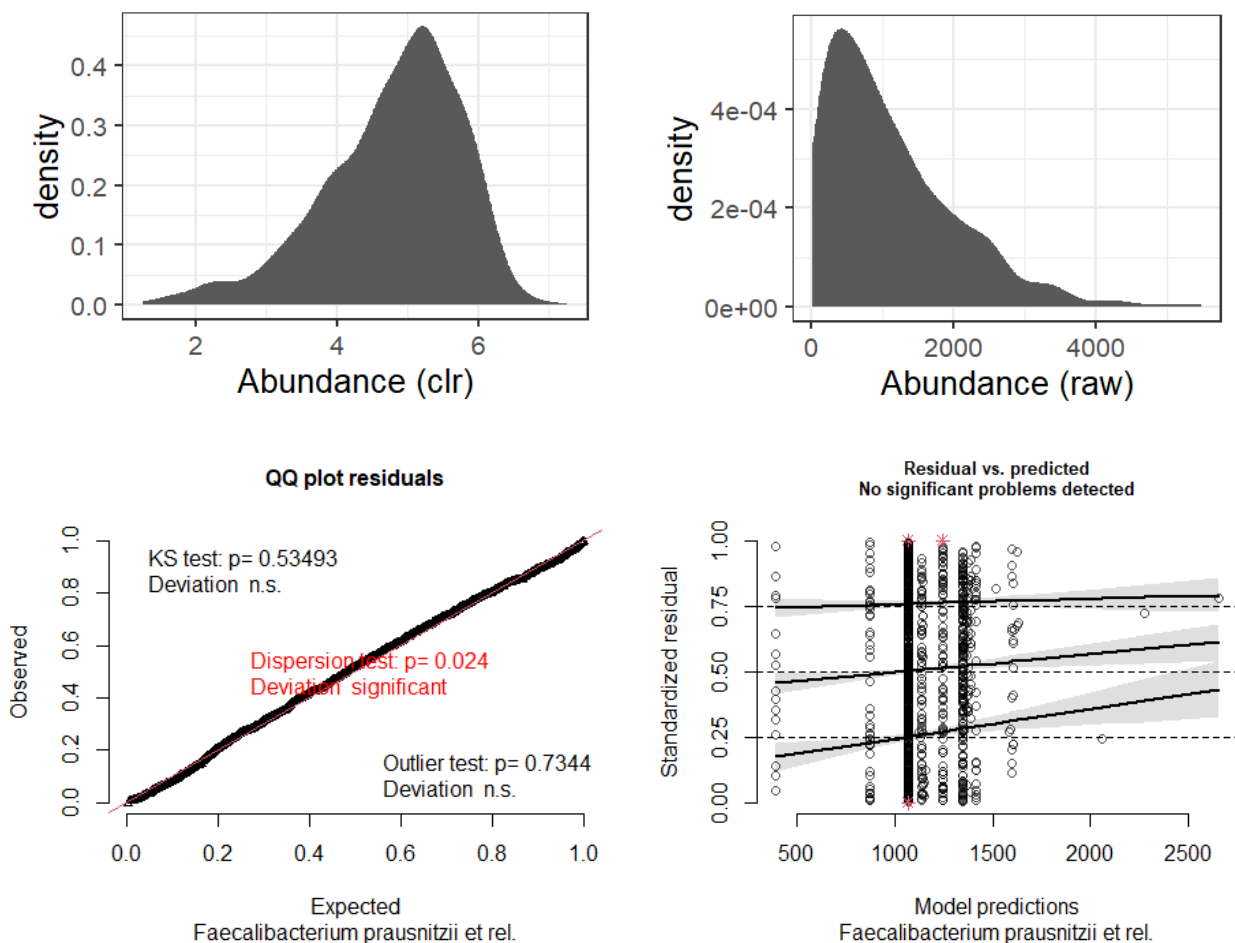 density
0.4
0.3
0.2
0.1
0.0
2
4
6
Abundance (clr)
density
4e-04
2e-04
0e+00
0
2000
4000
Abundance (raw)
QQ plot residuals
Observed
1.0
0.8
0.6
0.4
0.2
0.0
KS test: p= 0.53493
Deviation n.s.
Dispersion test: p= 0.024
Deviation significant
Outlier test: p= 0.7344
Deviation n.s.
0.0
0.2
0.4
0.6
0.8
1.0
Expected
Faecalibacterium prausnitzii et rel.
Residual vs. predicted
No significant problems detected
Standardized residual
1.00
0.75
0.50
0.25
0.00
500
1000
1500
2000
2500
Model predictions
Faecalibacterium prausnitzii et rel.